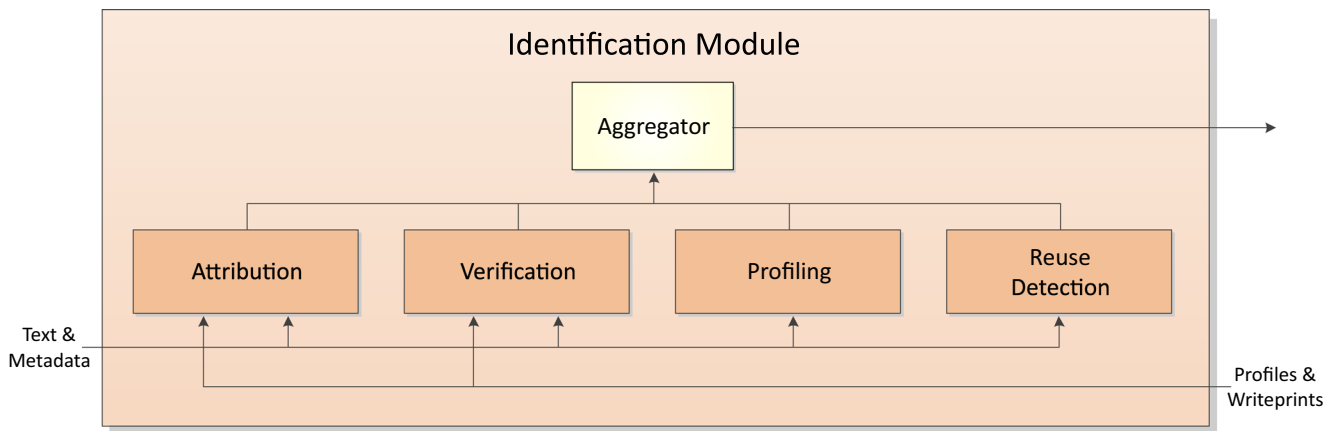 Identification Module
Aggregator
Attribution
Verification
Profiling
Reuse
Detection
Text &
Metadata
Profiles &
Writeprints